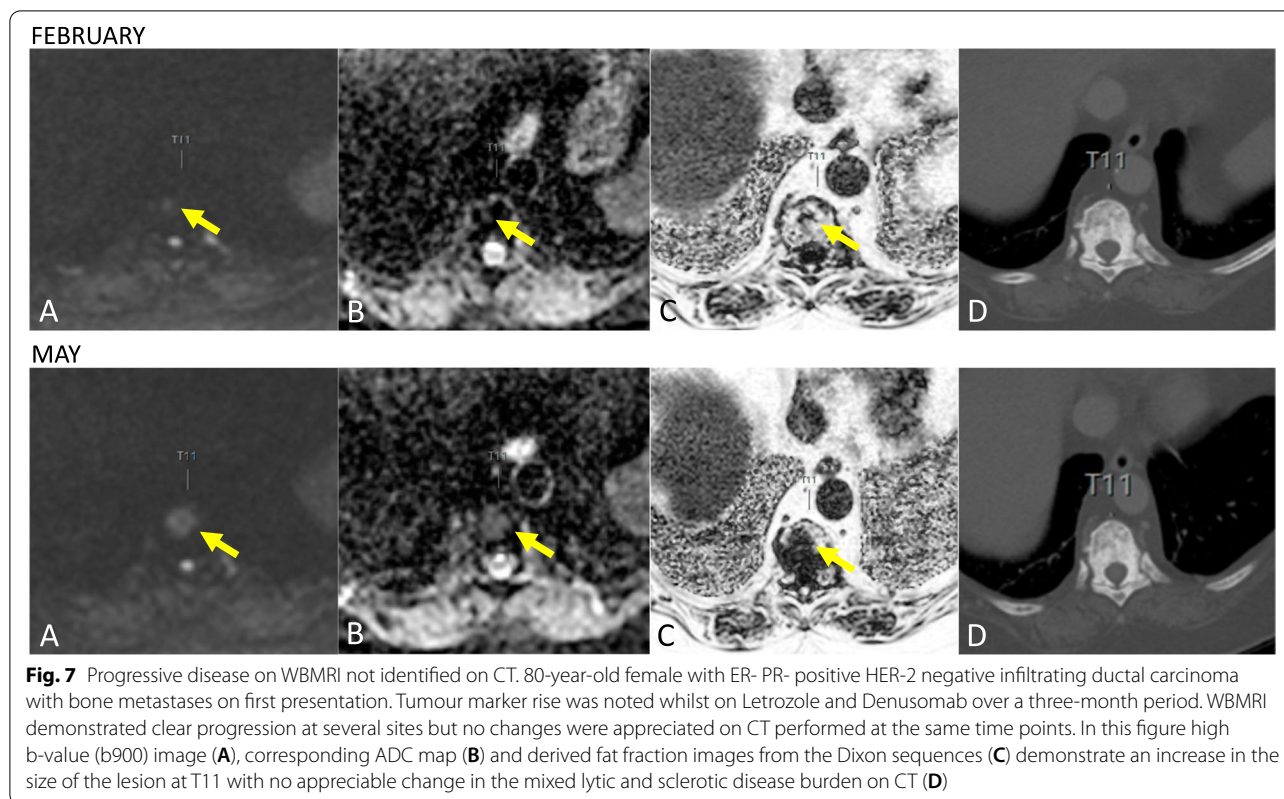 FEBRUARY
T11
T11
T11
T11
A
B
C
D
MAY
T11
T11
T11
T11
A
B
C
D
Fig. 7 Progressive disease on WBMRI not identified on CT. 80-year-old female with ER- PR- positive HER-2 negative infiltrating ductal carcinoma
with bone metastases on first presentation. Tumour marker rise was noted whilst on Letrozole and Denusomab over a three-month period. WBMRI
demonstrated clear progression at several sites but no changes were appreciated on CT performed at the same time points. In this figure high
b-value (b900) image (A), corresponding ADC map (B) and derived fat fraction images from the Dixon sequences (C) demonstrate an increase in the
size of the lesion at T11 with no appreciable change in the mixed lytic and sclerotic disease burden on CT (D)